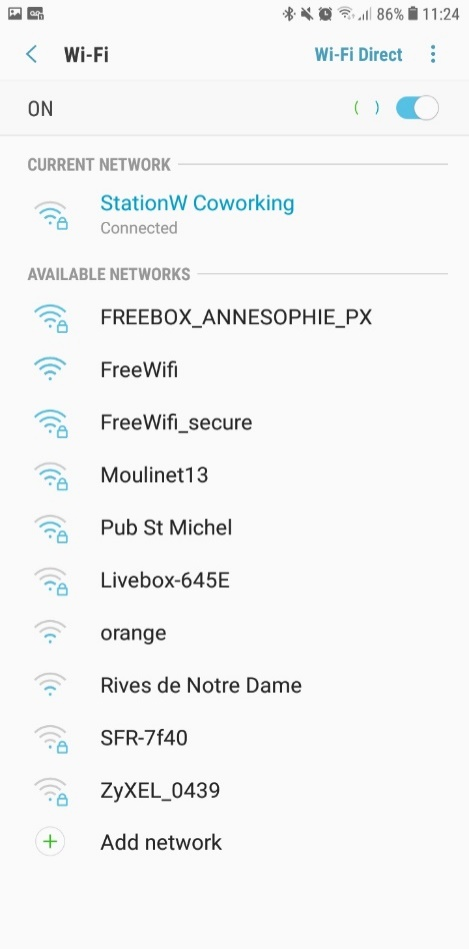 86% 11:24
Wi-Fi Wi-Fi Direct
ON
CURRENT NETWORK
StationW Coworking
Connected
AVAILABLE NETWORKS
FREEBOX_ANNESOPHIE_PX
FreeWifi
FreeWifi_secure
Moulinet13
Pub St Michel
Livebox-645E
orange
Rives de Notre Dame
SFR-7f40
ZyXEL_0439
Add network